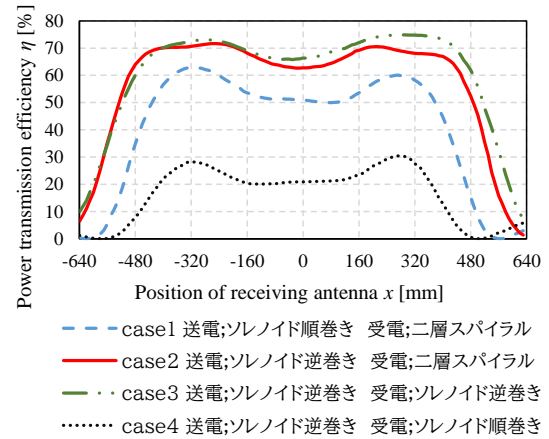 80
70
60
50
40
30
20
10
0
Power transmission efficiency η [%]
-640 -480 -320 -160 0 160 320 480 640
Position of receiving antenna x [mm]
case1 送電;ソレノイド順巻き 受電;二層スパイラル
case2 送電;ソレノイド逆巻き 受電;二層スパイラル
case3 送電;ソレノイド逆巻き 受電;ソレノイド逆巻き
case4 送電;ソレノイド逆巻き 受電;ソレノイド順巻き